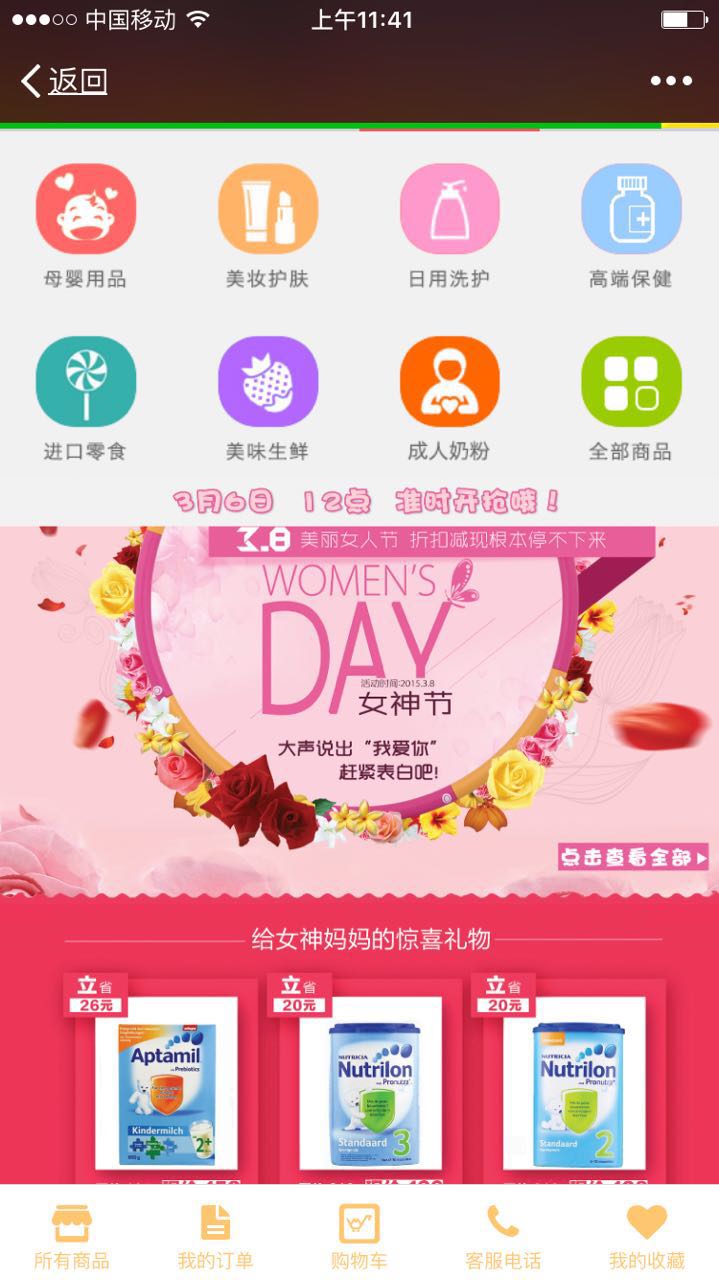 中国移动
上午11:41
返回
母婴用品
美妆护肤
日用洗护
高端保健
进口零食
美味生鲜
成人奶粉
全部商品
3月6日 12点 准时开抢哦！
3.8 美丽女人节 折扣减现根本停不下来
WOMEN'S
DAY
活动时间:2015.3.8
女神节
大声说出“我爱你”
赶紧表白吧!
点击查看全部
给女神妈妈的惊喜礼物
立省
26元
立省
20元
立省
20元
Aptamil
Prebiotics
Kindermilch
2+
NUTRICIA
Nutrilon
Pronutra
Standaard 3
NUTRICIA
Nutrilon
Pronutra
Standaard 2
所有商品
我的订单
购物车
客服电话
我的收藏